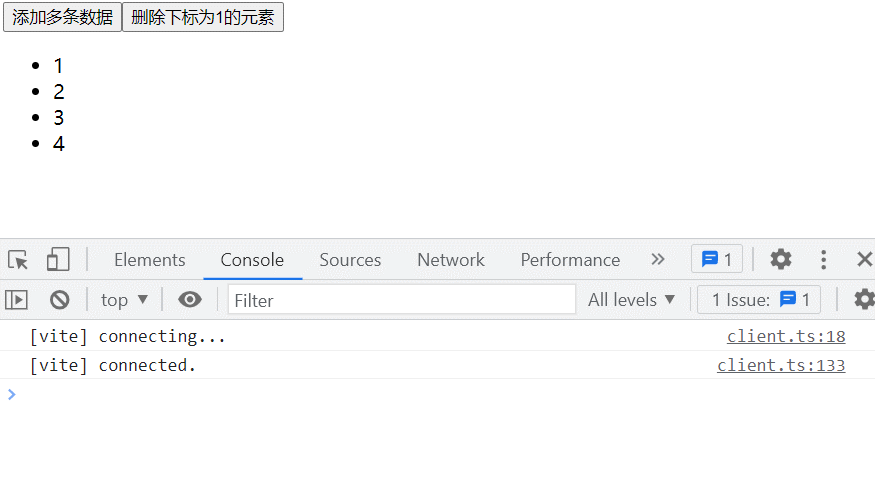 添加多条数据 删除下标为1的元素
1
2
3
4
Elements Console Sources Network Performance 1
top Filter All levels 1 Issue: 1
[vite] connecting... client.ts:18
[vite] connected. client.ts:133